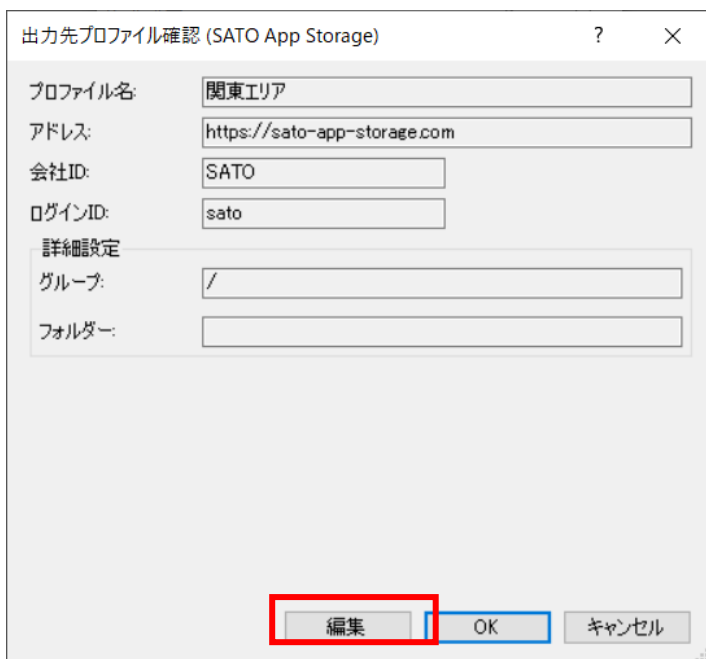 出力先プロファイル確認 (SATO App Storage) ? ×
プロファイル名: 関東エリア
アドレス: https://sato-app-storage.com
会社ID: SATO
ログインID: sato
詳細設定
グループ: /
フォルダー:
編集 OK キャンセル